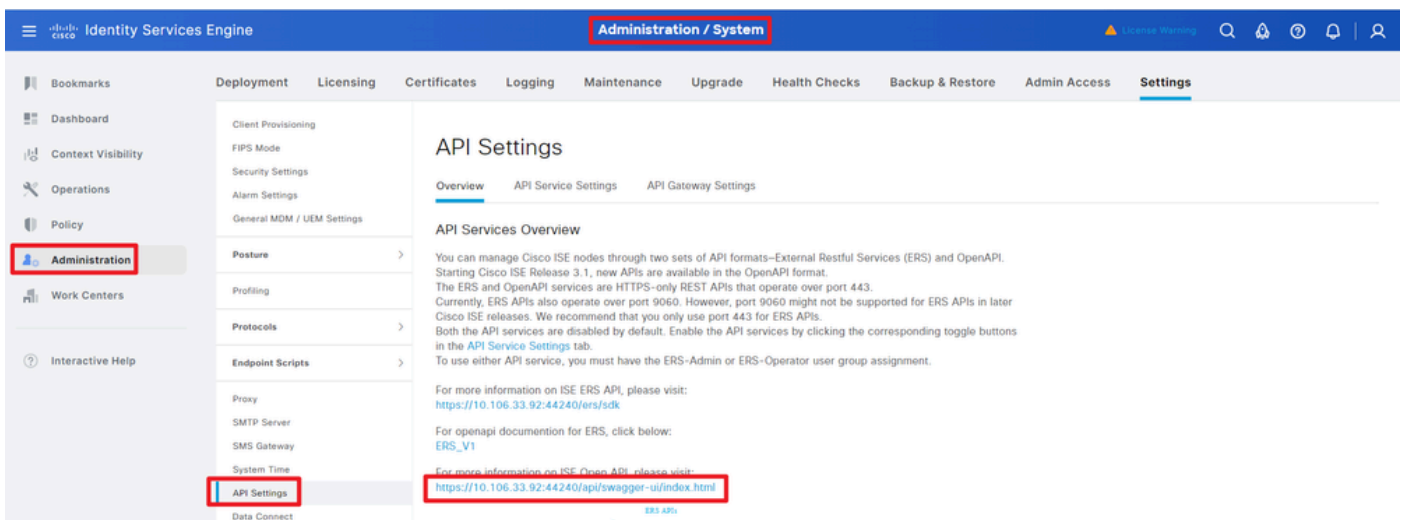 cisco Identity Services Engine
Administration / System
License Warning
Bookmarks
Dashboard
Context Visibility
Operations
Policy
Administration
Work Centers
Interactive Help
Deployment Licensing Certificates Logging Maintenance Upgrade Health Checks Backup & Restore Admin Access Settings
Client Provisioning
FIPS Mode
Security Settings
Alarm Settings
General MDM / UEM Settings
Posture
Profiling
Protocols
Endpoint Scripts
Proxy
SMTP Server
SMS Gateway
System Time
API Settings
Data Connect
API Settings
Overview API Service Settings API Gateway Settings
API Services Overview
You can manage Cisco ISE nodes through two sets of API formats–External Restful Services (ERS) and OpenAPI.
Starting Cisco ISE Release 3.1, new APIs are available in the OpenAPI format.
The ERS and OpenAPI services are HTTPS-only REST APIs that operate over port 443.
Currently, ERS APIs also operate over port 9060. However, port 9060 might not be supported for ERS APIs in later
Cisco ISE releases. We recommend that you only use port 443 for ERS APIs.
Both the API services are disabled by default. Enable the API services by clicking the corresponding toggle buttons
in the API Service Settings tab.
To use either API service, you must have the ERS-Admin or ERS-Operator user group assignment.
For more information on ISE ERS API, please visit:
https://10.106.33.92:44240/ers/sdk
For openapi documention for ERS, click below:
ERS_V1
For more information on ISE Open API, please visit:
https://10.106.33.92:44240/api/swagger-ui/index.html
ERS APIs